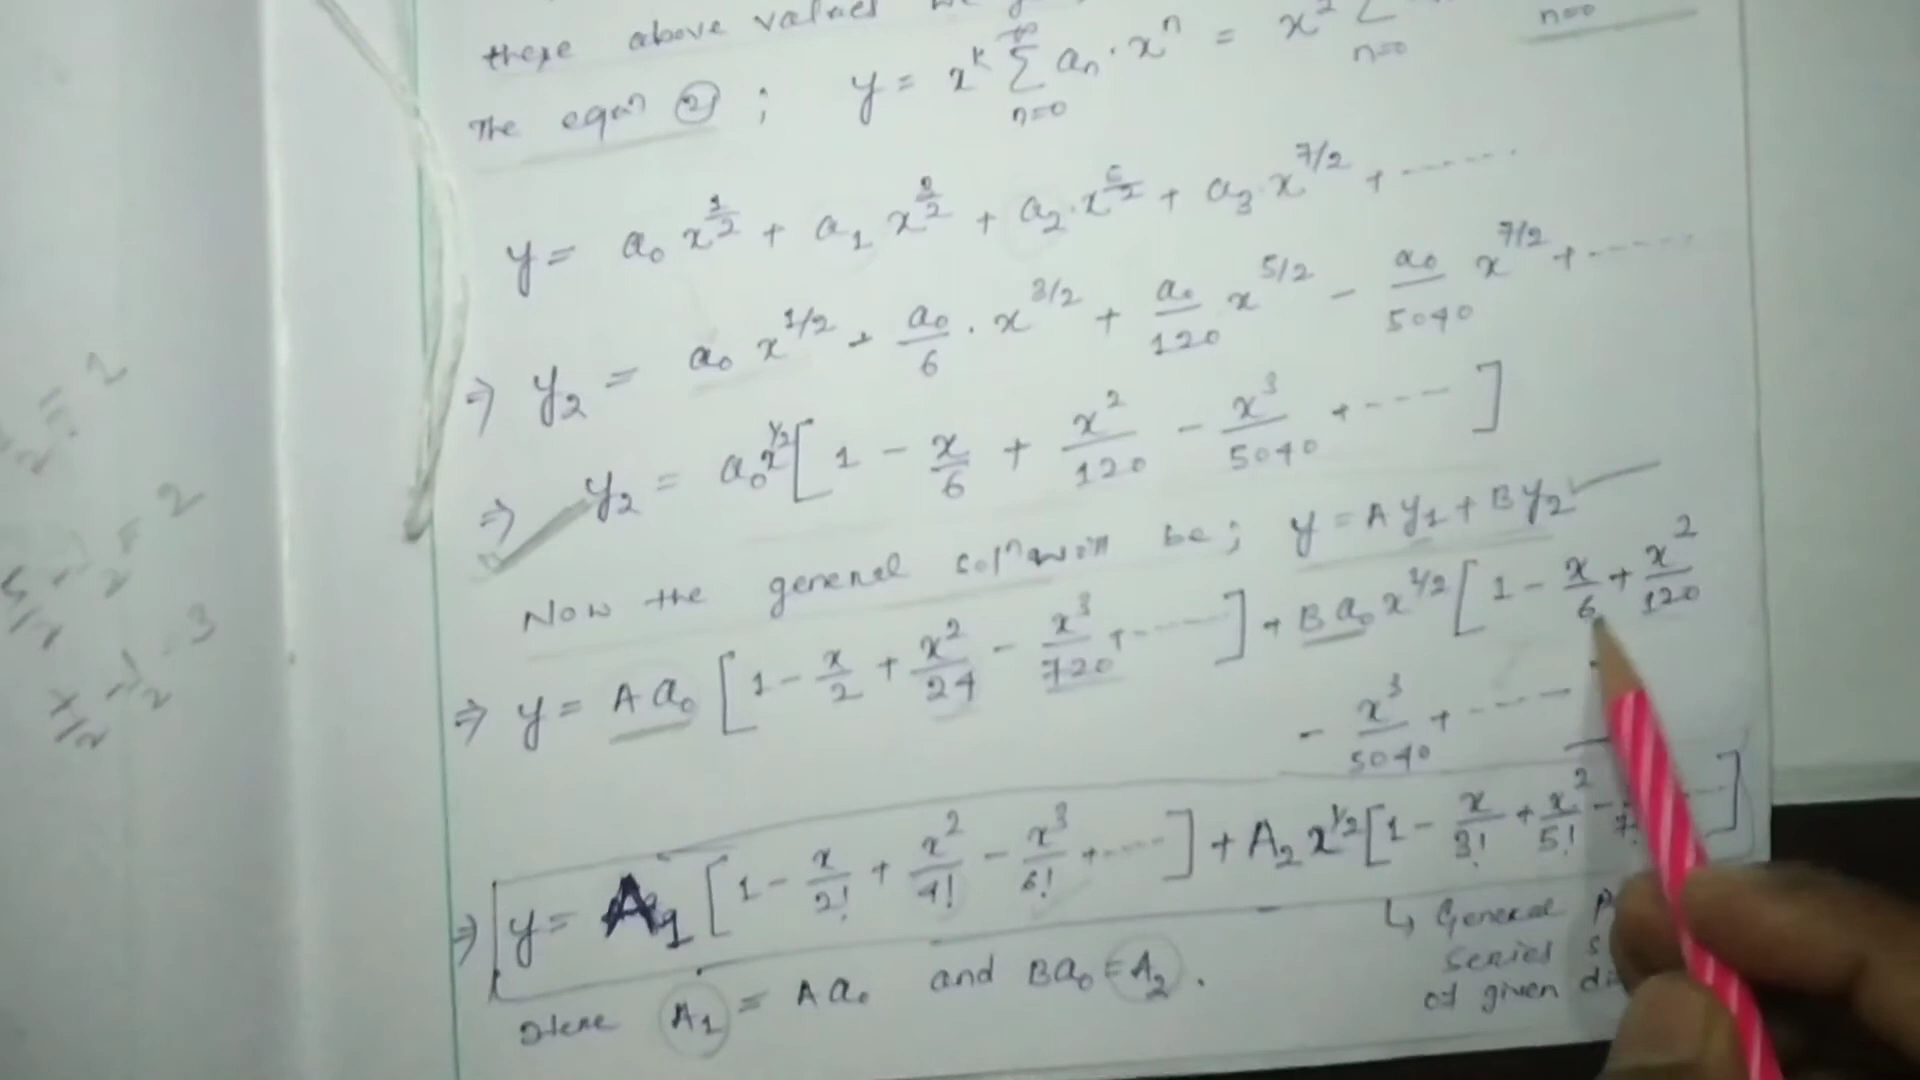 these above values we
The eqn ② ; y = x^k ∑_{n=0}^{∞} a_n · x^n = x^2 ∑_{n=0} n=0
y = a_0 x^{1/2} + a_1 x^{3/2} + a_2 · x^{5/2} + a_3 · x^{7/2} + ......
⇒ y_2 = a_0 x^{1/2} - a_0/6 · x^{3/2} + a_0/120 x^{5/2} - a_0/5040 x^{7/2} + ......
⇒ y_2 = a_0 x^{1/2} [ 1 - x/6 + x^2/120 - x^3/5040 + ---- ]
Now the general solⁿ will be; y = A y_1 + B y_2
⇒ y = A a_0 [ 1 - x/2 + x^2/24 - x^3/720 + ------ ] + B a_0 x^{1/2} [ 1 - x/6 + x^2/120
- x^3/5040 + ----
⇒ y = A_1 [ 1 - x/2! + x^2/4! - x^3/6! + ---- ] + A_2 x^{1/2} [ 1 - x/3! + x^2/5! - ]
↳ General
series
of given
Here A_1 = A a_0 and B a_0 = A_2 .